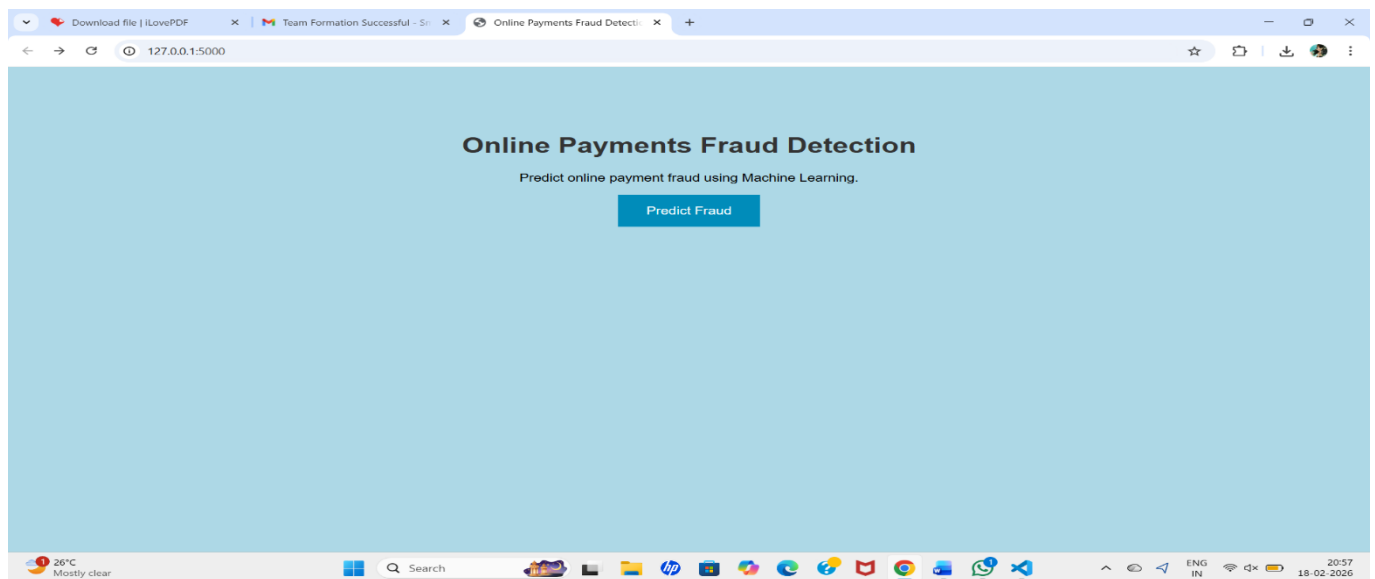 Download file | iLovePDF
Team Formation Successful - S
Online Payments Fraud Detecti
127.0.0.1:5000
Online Payments Fraud Detection
Predict online payment fraud using Machine Learning.
Predict Fraud
1
26°C
Mostly clear
Search
ENG
IN
20:57
18-02-2026